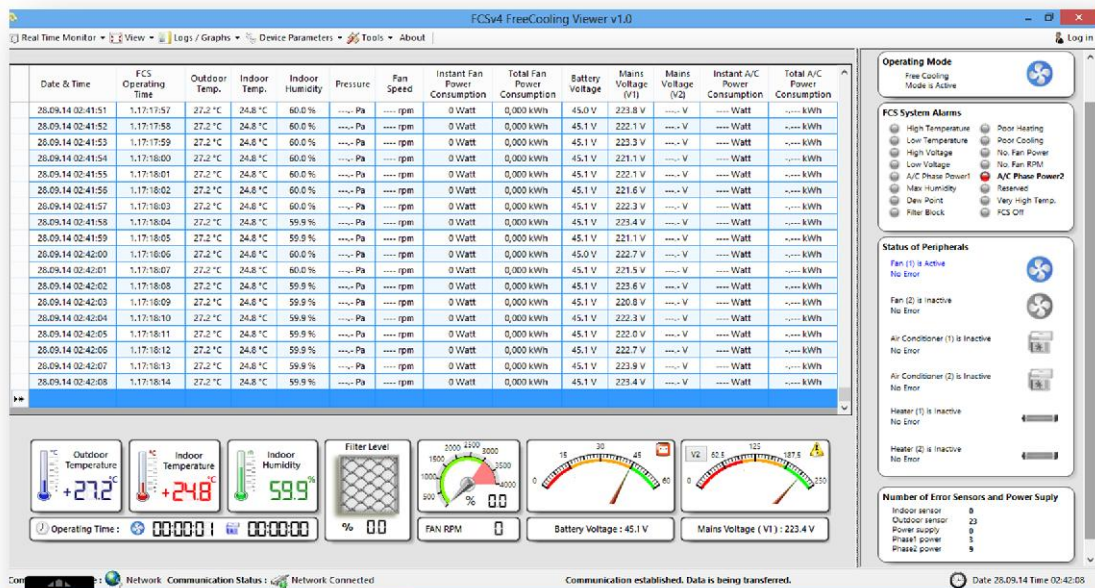 FCSv4 FreeCooling Viewer v1.0
Real Time Monitor View Logs / Graphs Device Parameters Tools About Log in
Date & Time FCS Operating Time Outdoor Temp. Indoor Temp. Indoor Humidity Pressure Fan Speed Instant Fan Power Consumption Total Fan Power Consumption Battery Voltage Mains Voltage (V1) Mains Voltage (V2) Instant A/C Power Consumption Total A/C Power Consumption
28.09.14 02:41:51 1.17:17:57 27.2 °C 24.8 °C 60.0 % ---,- Pa ---- rpm 0 Watt 0,000 kWh 45.0 V 223.8 V ---,- V ---- Watt -,--- kWh
28.09.14 02:41:52 1.17:17:58 27.2 °C 24.8 °C 60.0 % ---,- Pa ---- rpm 0 Watt 0,000 kWh 45.1 V 222.1 V ---,- V ---- Watt -,--- kWh
28.09.14 02:41:53 1.17:17:59 27.2 °C 24.8 °C 60.0 % ---,- Pa ---- rpm 0 Watt 0,000 kWh 45.1 V 223.3 V ---,- V ---- Watt -,--- kWh
28.09.14 02:41:54 1.17:18:00 27.2 °C 24.8 °C 60.0 % ---,- Pa ---- rpm 0 Watt 0,000 kWh 45.1 V 221.1 V ---,- V ---- Watt -,--- kWh
28.09.14 02:41:55 1.17:18:01 27.2 °C 24.8 °C 60.0 % ---,- Pa ---- rpm 0 Watt 0,000 kWh 45.1 V 222.1 V ---,- V ---- Watt -,--- kWh
28.09.14 02:41:56 1.17:18:02 27.2 °C 24.8 °C 60.0 % ---,- Pa ---- rpm 0 Watt 0,000 kWh 45.1 V 221.6 V ---,- V ---- Watt -,--- kWh
28.09.14 02:41:57 1.17:18:03 27.2 °C 24.8 °C 60.0 % ---,- Pa ---- rpm 0 Watt 0,000 kWh 45.1 V 222.3 V ---,- V ---- Watt -,--- kWh
28.09.14 02:41:58 1.17:18:04 27.2 °C 24.8 °C 59.9 % ---,- Pa ---- rpm 0 Watt 0,000 kWh 45.1 V 223.4 V ---,- V ---- Watt -,--- kWh
28.09.14 02:41:59 1.17:18:05 27.2 °C 24.8 °C 59.9 % ---,- Pa ---- rpm 0 Watt 0,000 kWh 45.1 V 221.1 V ---,- V ---- Watt -,--- kWh
28.09.14 02:42:00 1.17:18:06 27.2 °C 24.8 °C 60.0 % ---,- Pa ---- rpm 0 Watt 0,000 kWh 45.0 V 222.7 V ---,- V ---- Watt -,--- kWh
28.09.14 02:42:01 1.17:18:07 27.2 °C 24.8 °C 60.0 % ---,- Pa ---- rpm 0 Watt 0,000 kWh 45.1 V 221.5 V ---,- V ---- Watt -,--- kWh
28.09.14 02:42:02 1.17:18:08 27.2 °C 24.8 °C 59.9 % ---,- Pa ---- rpm 0 Watt 0,000 kWh 45.1 V 223.6 V ---,- V ---- Watt -,--- kWh
28.09.14 02:42:03 1.17:18:09 27.2 °C 24.8 °C 59.9 % ---,- Pa ---- rpm 0 Watt 0,000 kWh 45.1 V 220.8 V ---,- V ---- Watt -,--- kWh
28.09.14 02:42:04 1.17:18:10 27.2 °C 24.8 °C 59.9 % ---,- Pa ---- rpm 0 Watt 0,000 kWh 45.1 V 222.3 V ---,- V ---- Watt -,--- kWh
28.09.14 02:42:05 1.17:18:11 27.2 °C 24.8 °C 59.9 % ---,- Pa ---- rpm 0 Watt 0,000 kWh 45.1 V 222.0 V ---,- V ---- Watt -,--- kWh
28.09.14 02:42:06 1.17:18:12 27.2 °C 24.8 °C 59.9 % ---,- Pa ---- rpm 0 Watt 0,000 kWh 45.1 V 222.7 V ---,- V ---- Watt -,--- kWh
28.09.14 02:42:07 1.17:18:13 27.2 °C 24.8 °C 59.9 % ---,- Pa ---- rpm 0 Watt 0,000 kWh 45.1 V 223.9 V ---,- V ---- Watt -,--- kWh
28.09.14 02:42:08 1.17:18:14 27.2 °C 24.8 °C 59.9 % ---,- Pa ---- rpm 0 Watt 0,000 kWh 45.1 V 223.4 V ---,- V ---- Watt -,--- kWh
Outdoor Temperature
+27.2 °C
Indoor Temperature
+24.8 °C
Indoor Humidity
59.9 %
Operating Time : 00:00:01 00:00:00
Filter Level
% 0.0
500 1000 1500 2000 2500 3000 3500 4000
% 0.0
FAN RPM 0
0 15 30 45 60
Battery Voltage : 45.1 V
V2
0 62.5 125 187.5 250
Mains Voltage ( V1 ) : 223.4 V
Operating Mode
Free Cooling
Mode is Active
FCS System Alarms
High Temperature Poor Heating
Low Temperature Poor Cooling
High Voltage No. Fan Power
Low Voltage No. Fan RPM
A/C Phase Power1 A/C Phase Power2
Max Humidity Reserved
Dew Point Very High Temp.
Filter Block FCS Off
Status of Peripherals
Fan (1) is Active
No Error
Fan (2) is Inactive
No Error
Air Conditioner (1) is Inactive
No Error
Air Conditioner (2) is Inactive
No Error
Heater (1) is Inactive
No Error
Heater (2) is Inactive
No Error
Number of Error Sensors and Power Suply
Indoor sensor 0
Outdoor sensor 23
Power supply 0
Phase1 power
Phase2 power 9
Network Communication Status : Network Connected Communication established. Data is being transferred. Date 28.09.14 Time 02:42:08